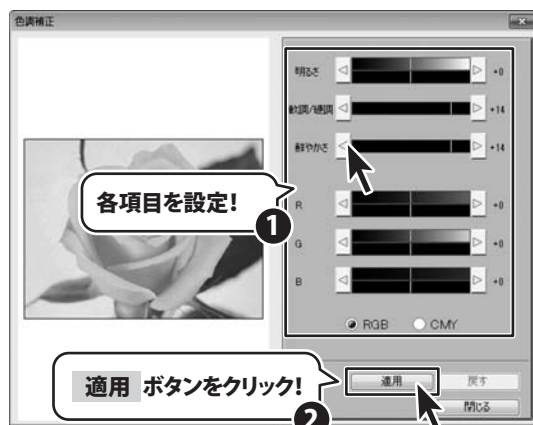 色調補正
明るさ +0
軟調/硬調 +14
鮮やかさ +14
各項目を設定!
1
R +0
G +0
B +0
RGB CMY
適用 戻す
適用 ボタンをクリック!
2
閉じる